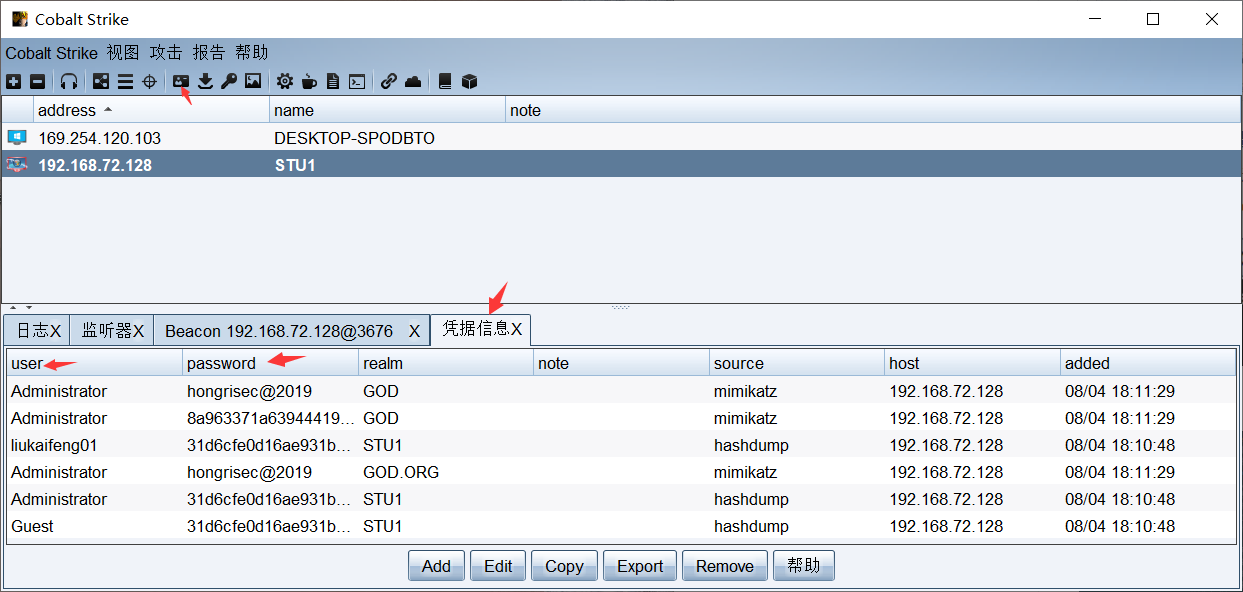 Cobalt Strike
Cobalt Strike 视图 攻击 报告 帮助
address name note
169.254.120.103 DESKTOP-SPODBTO
192.168.72.128 STU1
日志X 监听器X Beacon 192.168.72.128@3676 X 凭据信息X
user password realm note source host added
Administrator hongrisec@2019 GOD mimikatz 192.168.72.128 08/04 18:11:29
Administrator 8a963371a63944419... GOD mimikatz 192.168.72.128 08/04 18:11:29
liukaifeng01 31d6cfe0d16ae931b... STU1 hashdump 192.168.72.128 08/04 18:10:48
Administrator hongrisec@2019 GOD.ORG mimikatz 192.168.72.128 08/04 18:11:29
Administrator 31d6cfe0d16ae931b... STU1 hashdump 192.168.72.128 08/04 18:10:48
Guest 31d6cfe0d16ae931b... STU1 hashdump 192.168.72.128 08/04 18:10:48
Add Edit Copy Export Remove 帮助